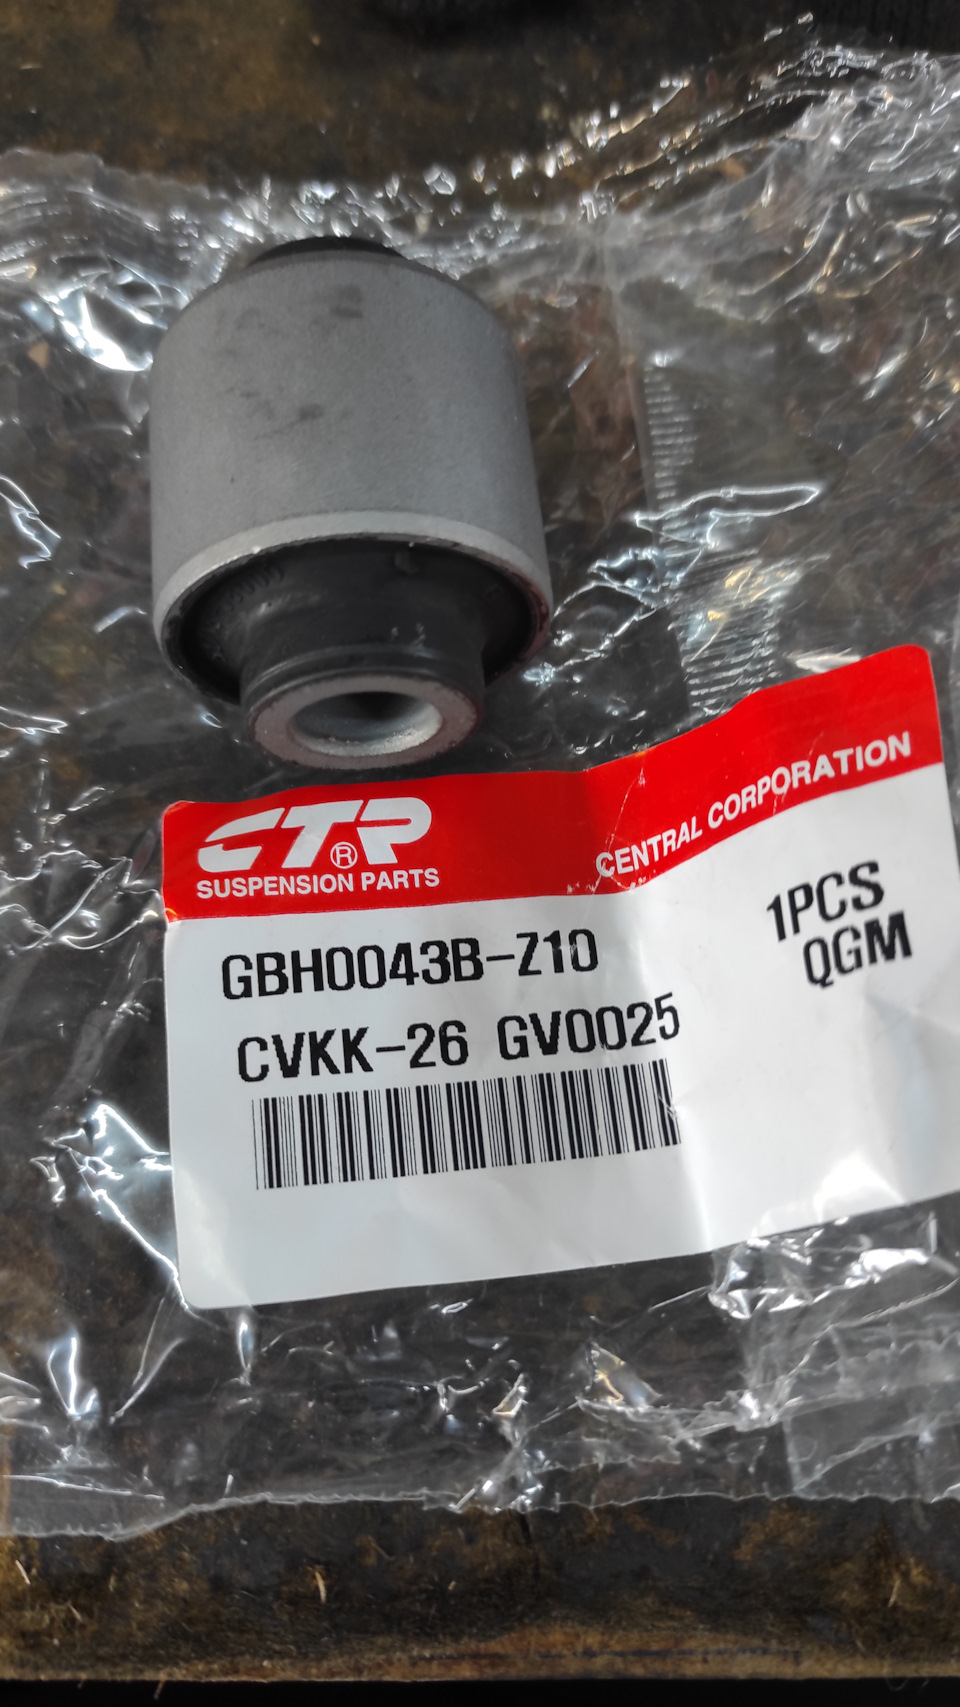 CTR®
SUSPENSION PARTS
CENTRAL CORPORATION
1PCS
QGM
GBH0043B-Z10
CVKK-26 GV0025